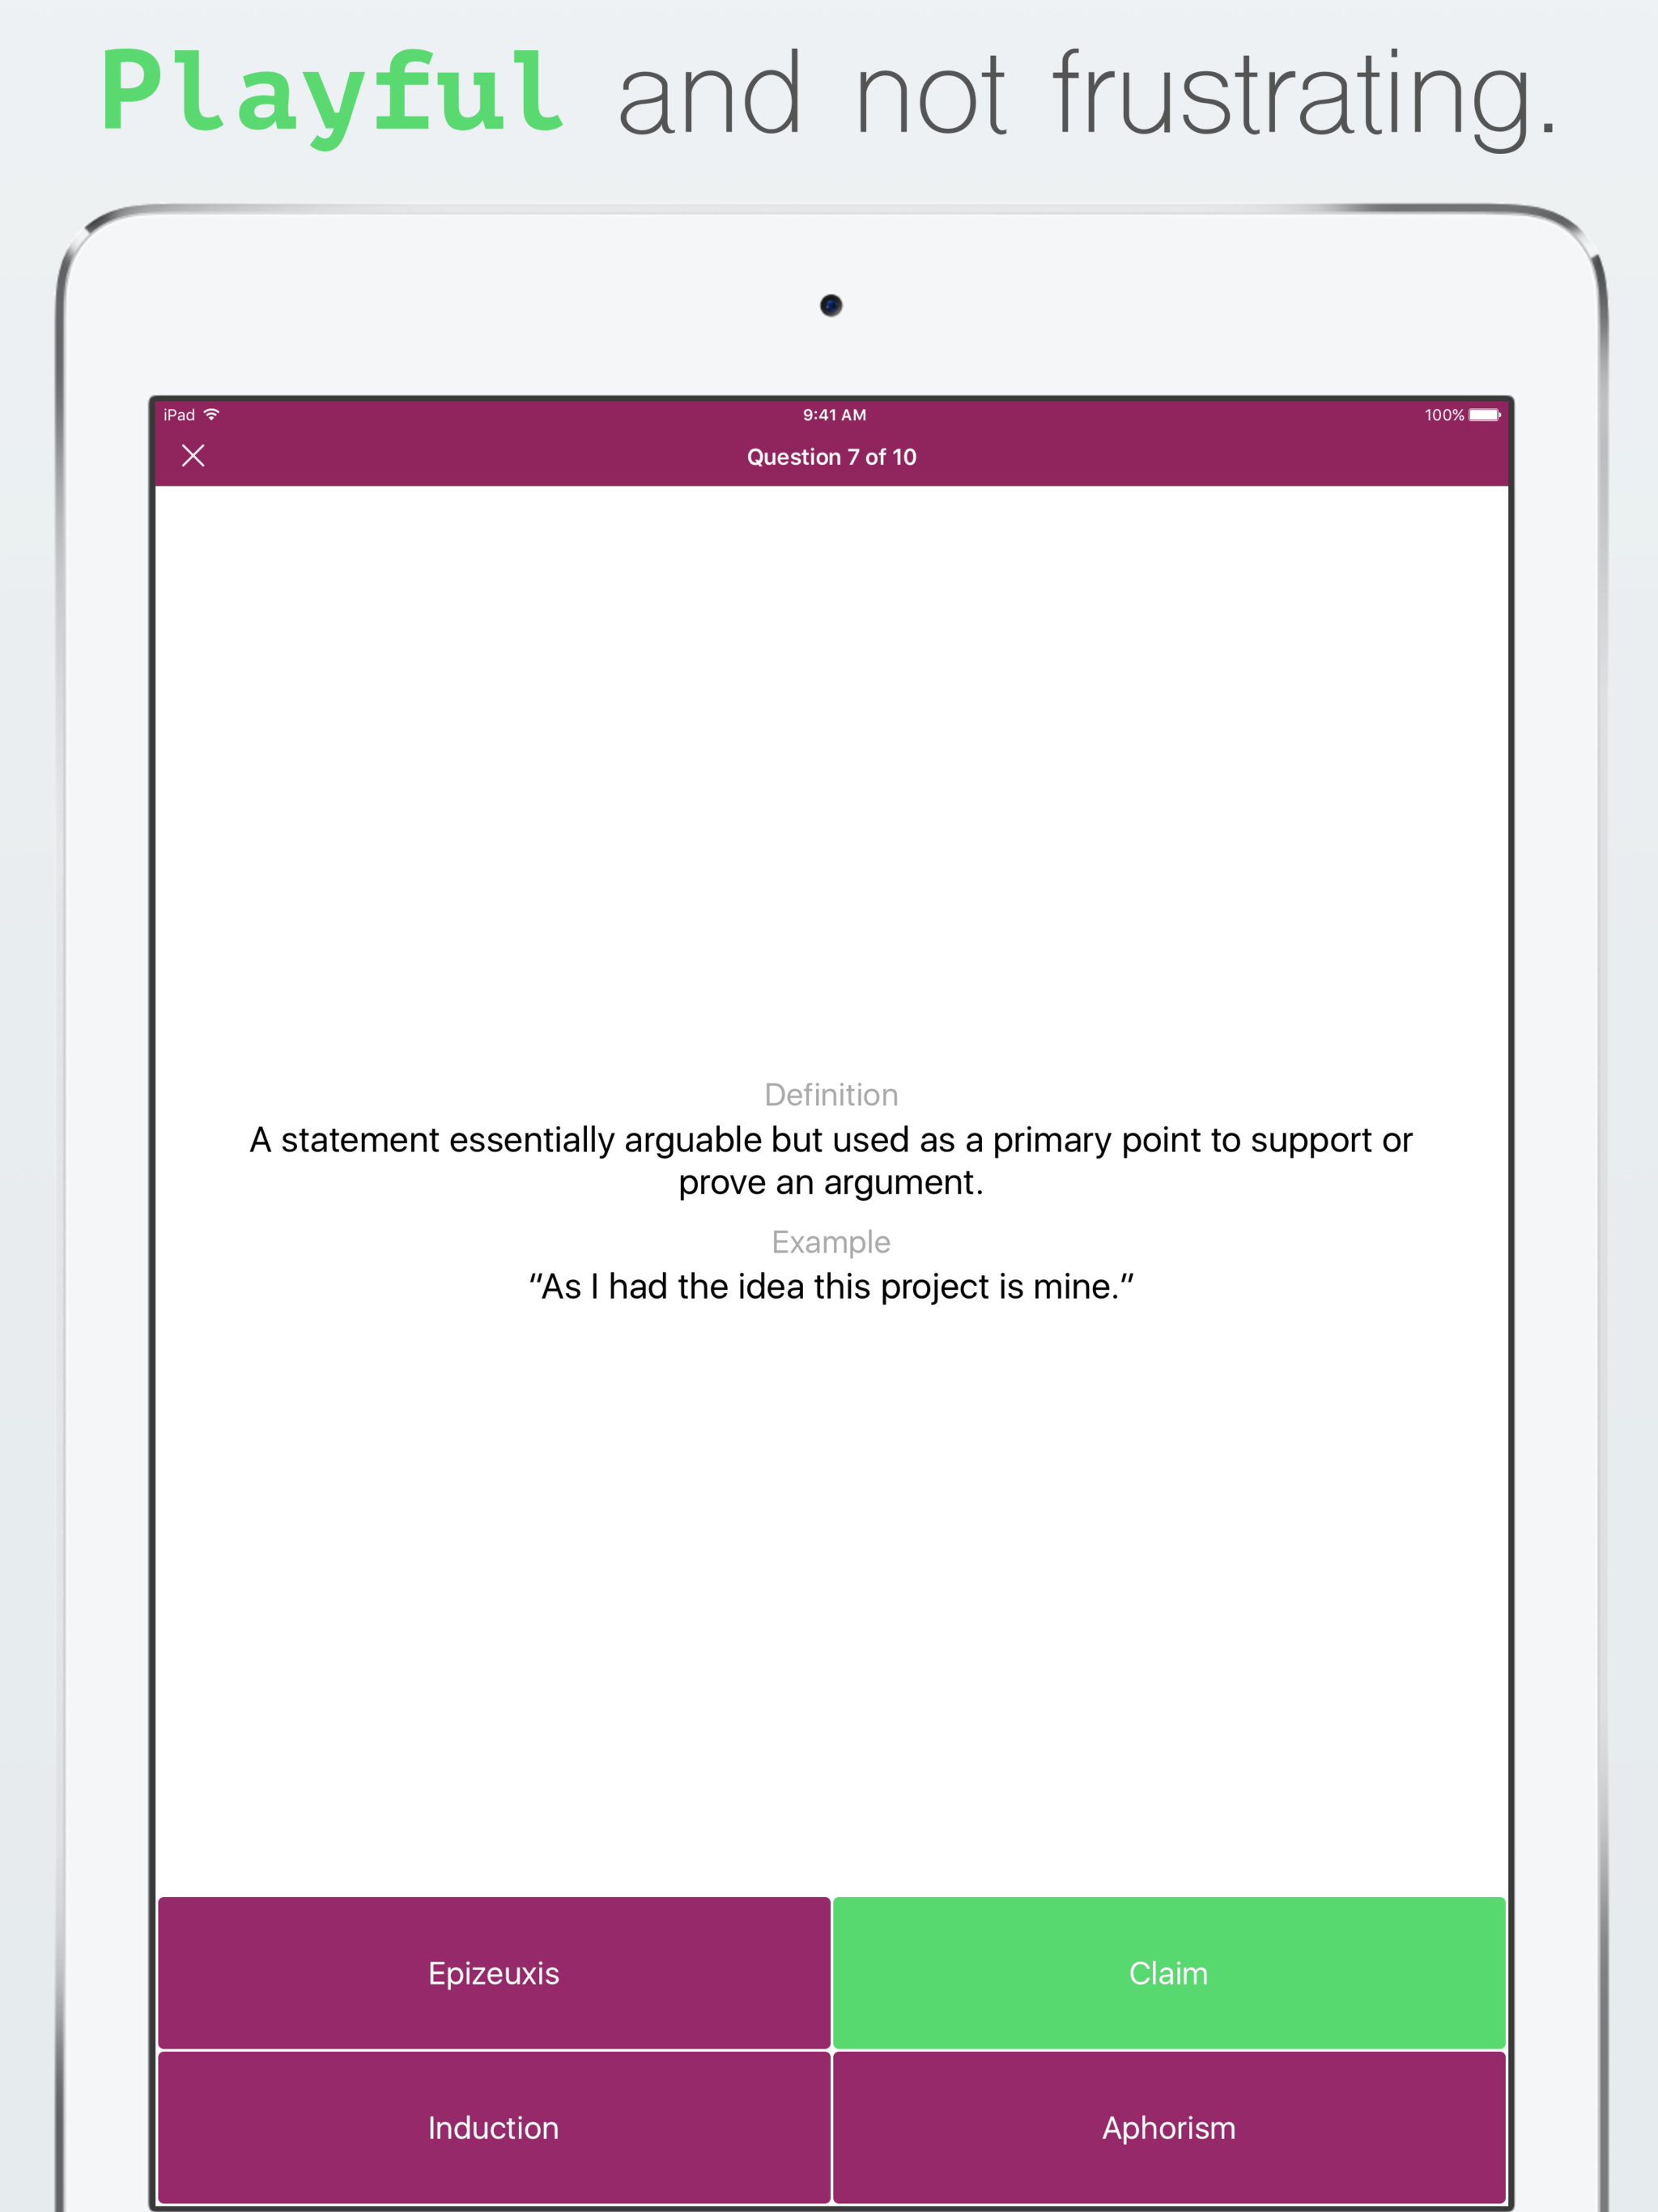 Playful and not frustrating.
iPad 9:41 AM 100%
Question 7 of 10
Definition
A statement essentially arguable but used as a primary point to support or
prove an argument.
Example
“As I had the idea this project is mine.”
Epizeuxis Claim
Induction Aphorism